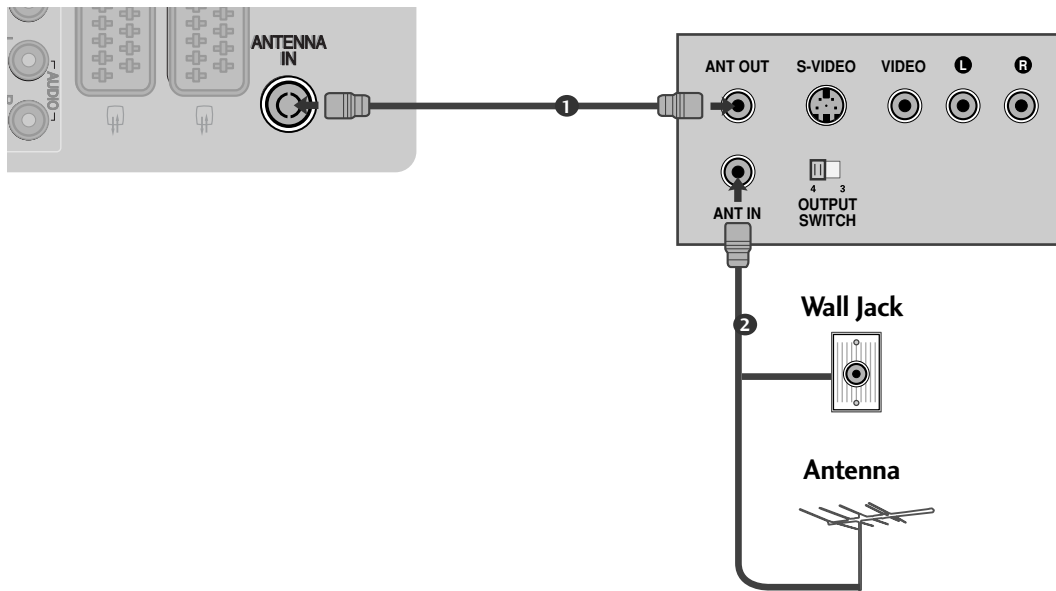 ANTENNA
IN
AUDIO
ANT OUT
S-VIDEO
VIDEO
L
R
1
ANT IN
4 3
OUTPUT
SWITCH
2
Wall Jack
Antenna